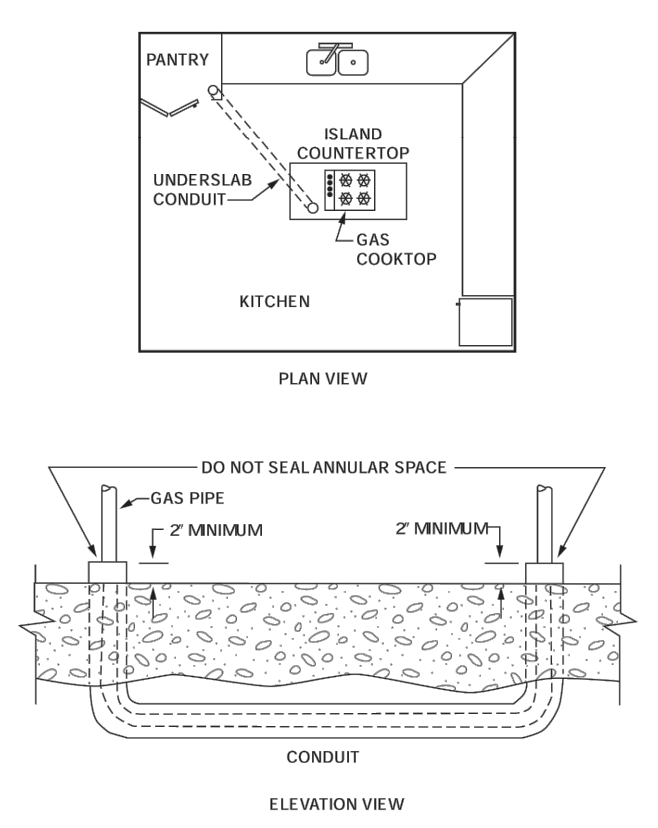 PANTRY
ISLAND
COUNTERTOP
UNDERSLAB
CONDUIT
GAS
COOKTOP
KITCHEN
PLAN VIEW
DO NOT SEAL ANNULAR SPACE
GAS PIPE
2" MINIMUM
2" MINIMUM
CONDUIT
ELEVATION VIEW